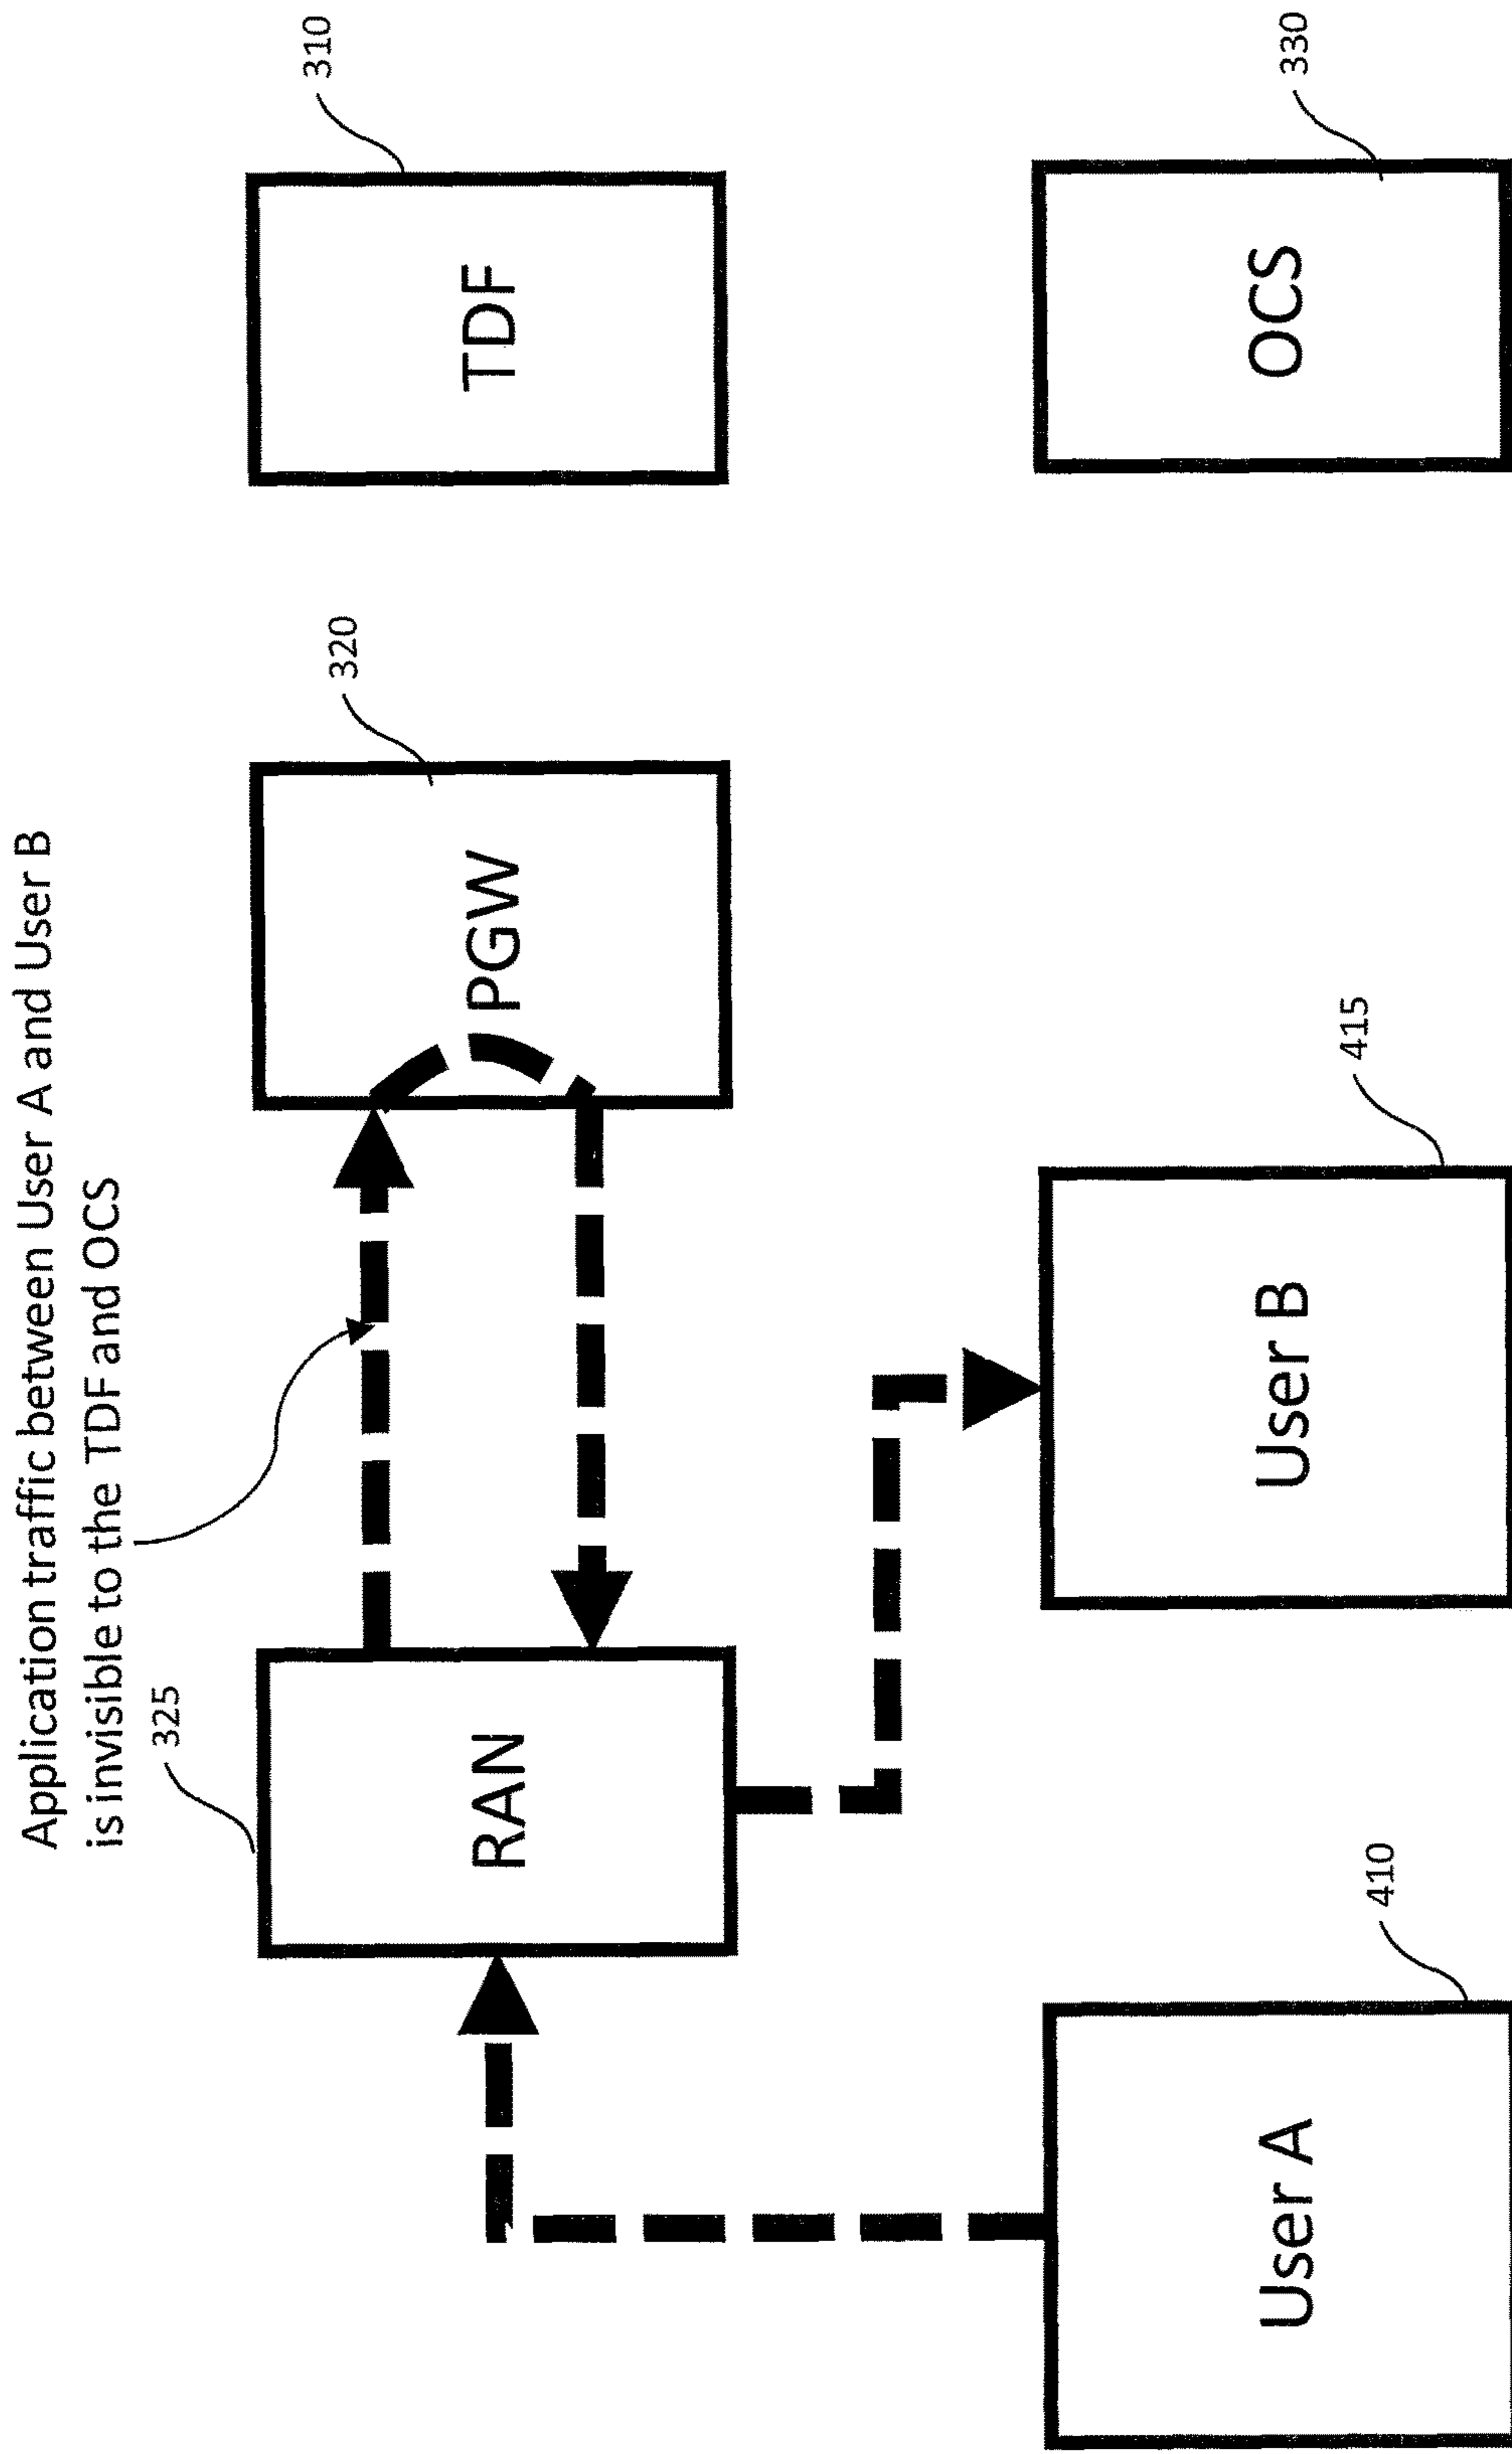 Application traffic between User A and User B
is invisible to the TDF and OCS
325
320
310
RAN
PGW
TDF
410
415
330
User A
User B
OCS